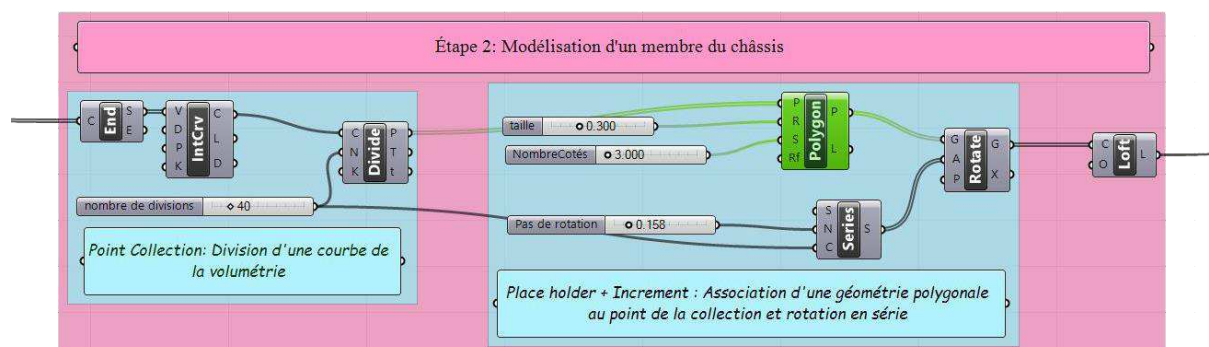 Étape 2: Modélisation d'un membre du châssis
C
End
S
E
V
D
P
K
IntCrv
C
L
D
C
N
K
Divide
P
T
t
nombre de divisions
40
Point Collection: Division d'une courbe de
la volumétrie
taille
0.300
NombreCotés
3.000
P
R
S
Rf
Polygon
P
L
Pas de rotation
0.158
S
N
C
Series
S
G
A
P
Rotate
G
X
C
O
Loft
L
Place holder + Increment : Association d'une géométrie polygonale
au point de la collection et rotation en série